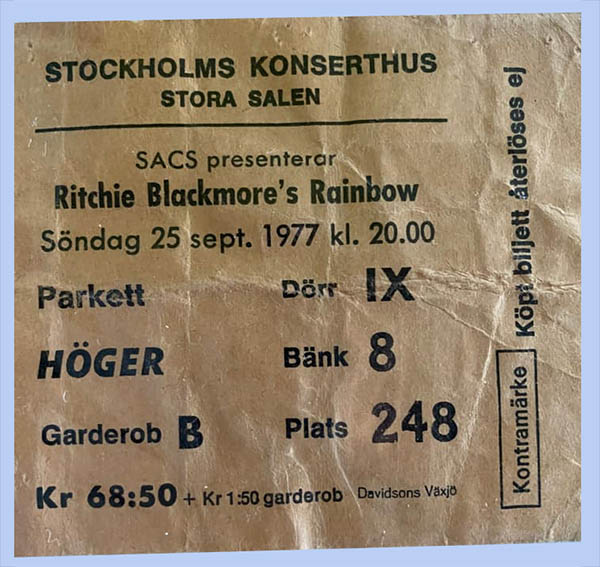 STOCKHOLMS KONSERTHUS
STORA SALEN
SACS presenterar
Ritchie Blackmore's Rainbow
Söndag 25 sept. 1977 kl. 20.00
Parkett Dörr IX
HÖGER Bänk 8
Garderob B Plats 248
Kr 68:50 + Kr 1:50 garderob Davidsons Växjö
Kontramärke Köpt biljett återlöses ej